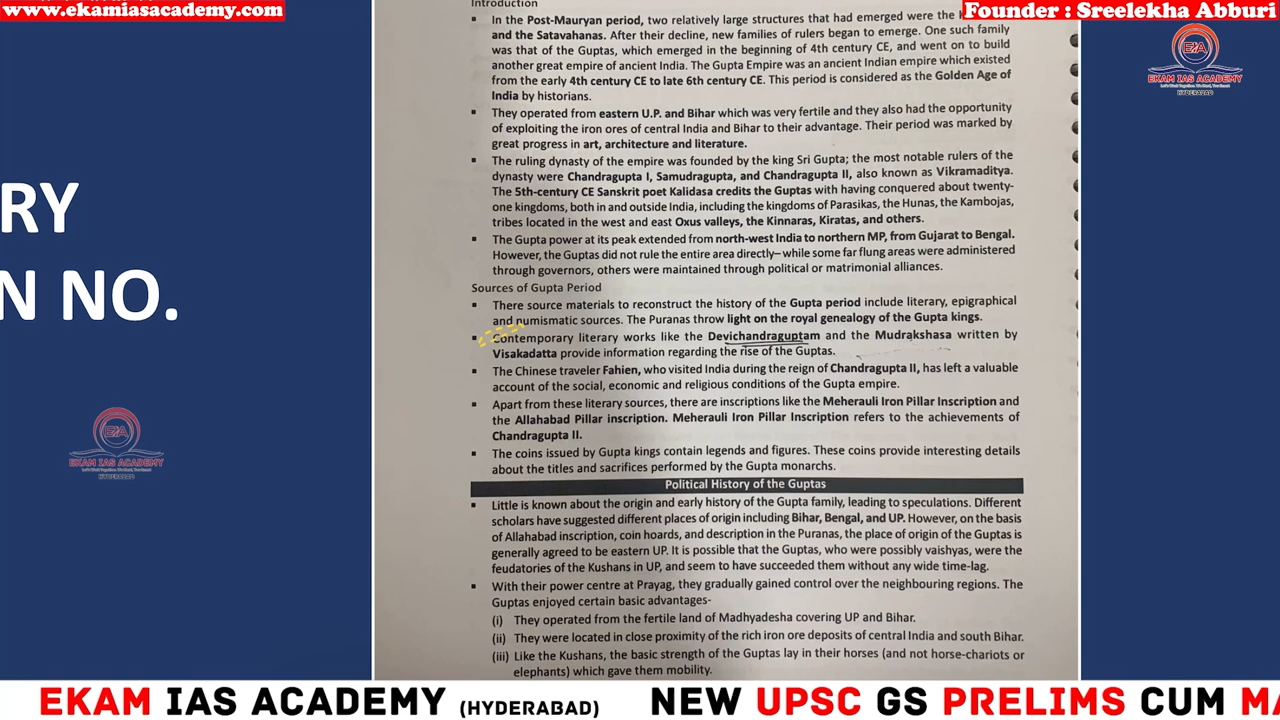 www.ekamiasacademy.com
Founder : Sreelekha Abburi
RY
N NO.
EIA
EKAM IAS ACADEMY
HYDERABAD
EIA
EKAM IAS ACADEMY
HYDERABAD
Introduction
▪ In the Post-Mauryan period, two relatively large structures that had emerged were the
and the Satavahanas. After their decline, new families of rulers began to emerge. One such family
was that of the Guptas, which emerged in the beginning of 4th century CE, and went on to build
another great empire of ancient India. The Gupta Empire was an ancient Indian empire which existed
from the early 4th century CE to late 6th century CE. This period is considered as the Golden Age of
India by historians.
▪ They operated from eastern U.P. and Bihar which was very fertile and they also had the opportunity
of exploiting the iron ores of central India and Bihar to their advantage. Their period was marked by
great progress in art, architecture and literature.
▪ The ruling dynasty of the empire was founded by the king Sri Gupta; the most notable rulers of the
dynasty were Chandragupta I, Samudragupta, and Chandragupta II, also known as Vikramaditya.
The 5th-century CE Sanskrit poet Kalidasa credits the Guptas with having conquered about twenty-
one kingdoms, both in and outside India, including the kingdoms of Parasikas, the Hunas, the Kambojas,
tribes located in the west and east Oxus valleys, the Kinnaras, Kiratas, and others.
▪ The Gupta power at its peak extended from north-west India to northern MP, from Gujarat to Bengal.
However, the Guptas did not rule the entire area directly– while some far flung areas were administered
through governors, others were maintained through political or matrimonial alliances.
Sources of Gupta Period
▪ There source materials to reconstruct the history of the Gupta period include literary, epigraphical
and numismatic sources. The Puranas throw light on the royal genealogy of the Gupta kings.
▪ Contemporary literary works like the Devichandraguptam and the Mudrakshasa written by
Visakadatta provide information regarding the rise of the Guptas.
▪ The Chinese traveler Fahien, who visited India during the reign of Chandragupta II, has left a valuable
account of the social, economic and religious conditions of the Gupta empire.
▪ Apart from these literary sources, there are inscriptions like the Meherauli Iron Pillar Inscription and
the Allahabad Pillar inscription. Meherauli Iron Pillar Inscription refers to the achievements of
Chandragupta II.
▪ The coins issued by Gupta kings contain legends and figures. These coins provide interesting details
about the titles and sacrifices performed by the Gupta monarchs.
Political History of the Guptas
▪ Little is known about the origin and early history of the Gupta family, leading to speculations. Different
scholars have suggested different places of origin including Bihar, Bengal, and UP. However, on the basis
of Allahabad inscription, coin hoards, and description in the Puranas, the place of origin of the Guptas is
generally agreed to be eastern UP. It is possible that the Guptas, who were possibly vaishyas, were the
feudatories of the Kushans in UP, and seem to have succeeded them without any wide time-lag.
▪ With their power centre at Prayag, they gradually gained control over the neighbouring regions. The
Guptas enjoyed certain basic advantages-
(i) They operated from the fertile land of Madhyadesha covering UP and Bihar.
(ii) They were located in close proximity of the rich iron ore deposits of central India and south Bihar.
(iii) Like the Kushans, the basic strength of the Guptas lay in their horses (and not horse-chariots or
elephants) which gave them mobility.
EKAM IAS ACADEMY (HYDERABAD) NEW UPSC GS PRELIMS CUM MA